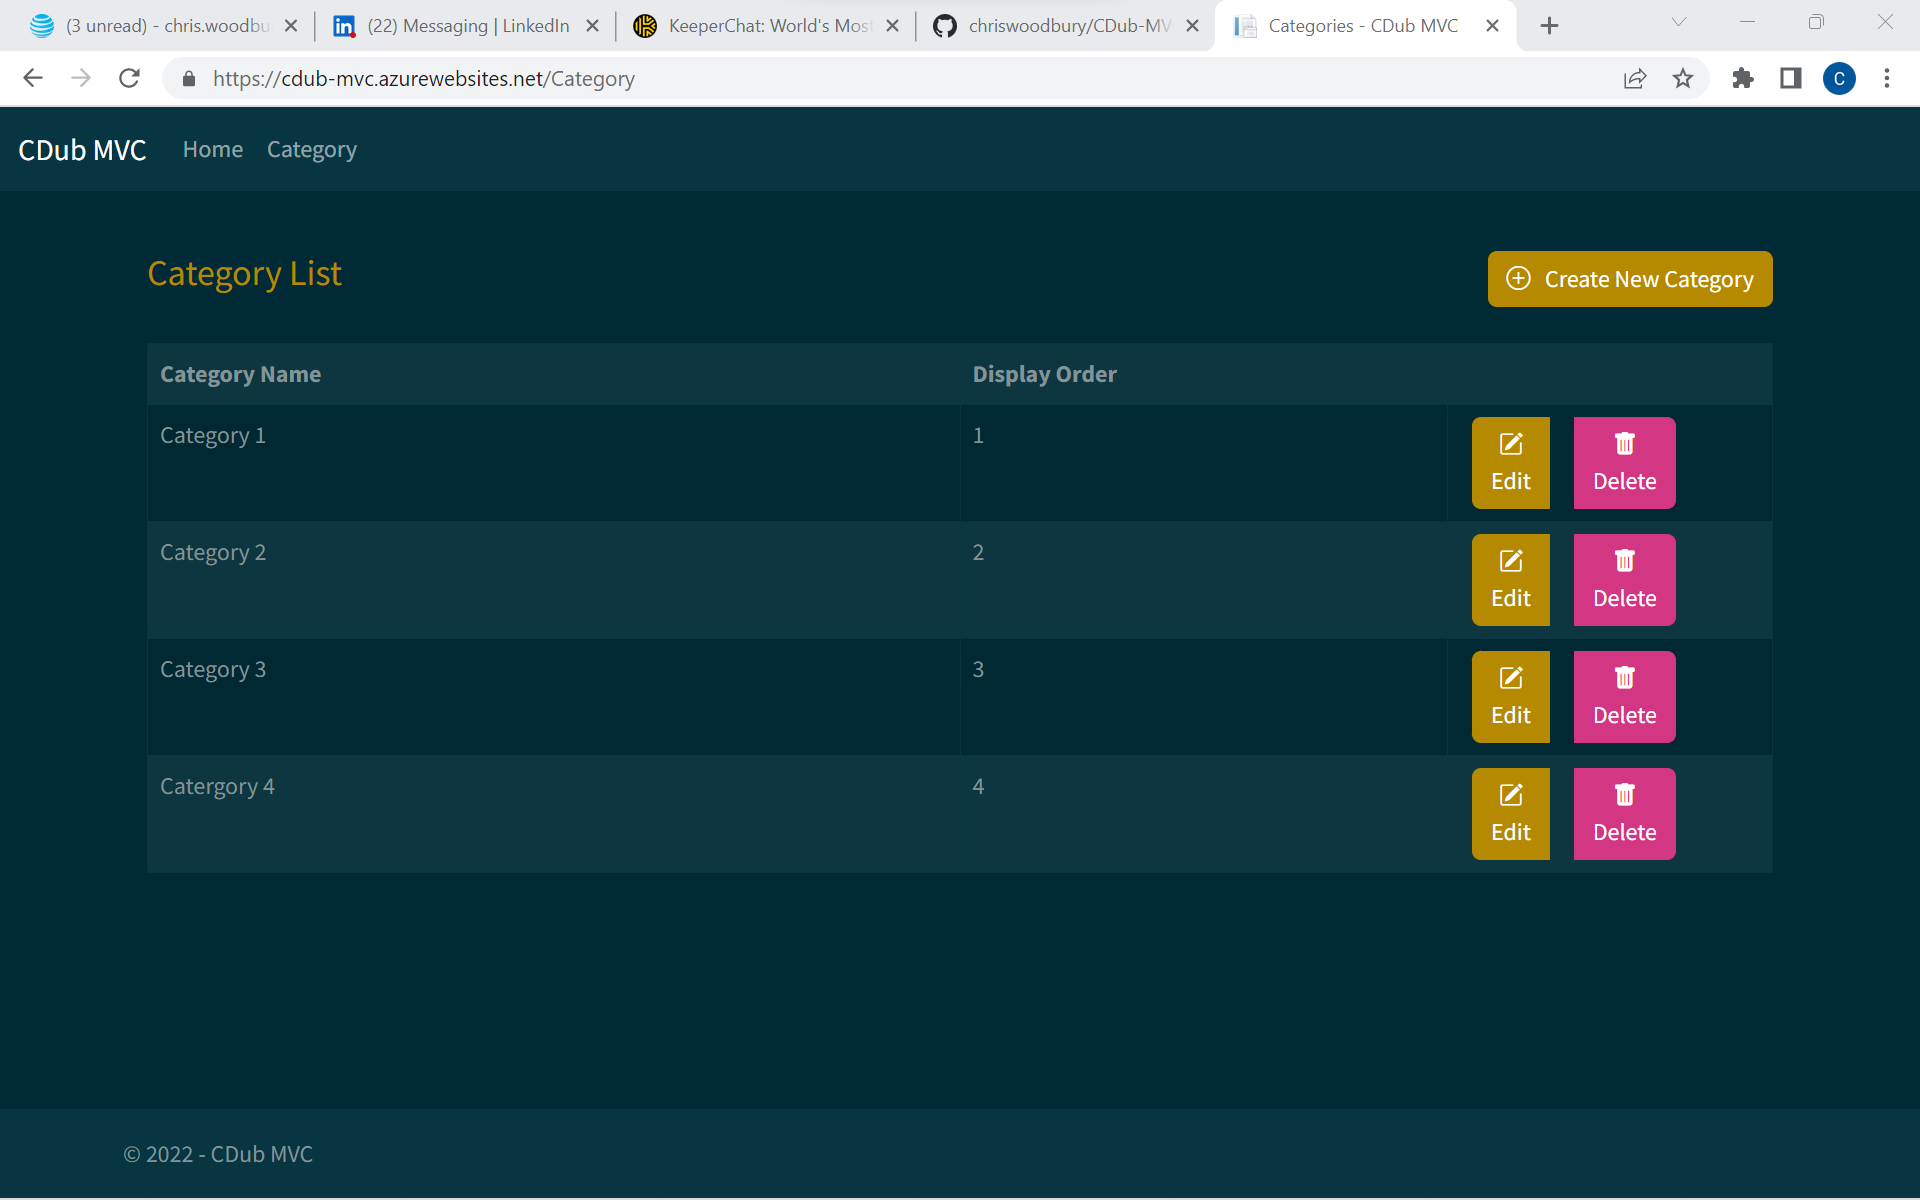 (3 unread) - chris.woodbu
(22) Messaging | LinkedIn
KeeperChat: World's Most
chriswoodbury/CDub-MV
Categories - CDub MVC
https://cdub-mvc.azurewebsites.net/Category
C
CDub MVC
Home
Category
Category List
Create New Category
Category Name
Display Order
Category 1
1
Edit
Delete
Category 2
2
Edit
Delete
Category 3
3
Edit
Delete
Catergory 4
4
Edit
Delete
© 2022 - CDub MVC